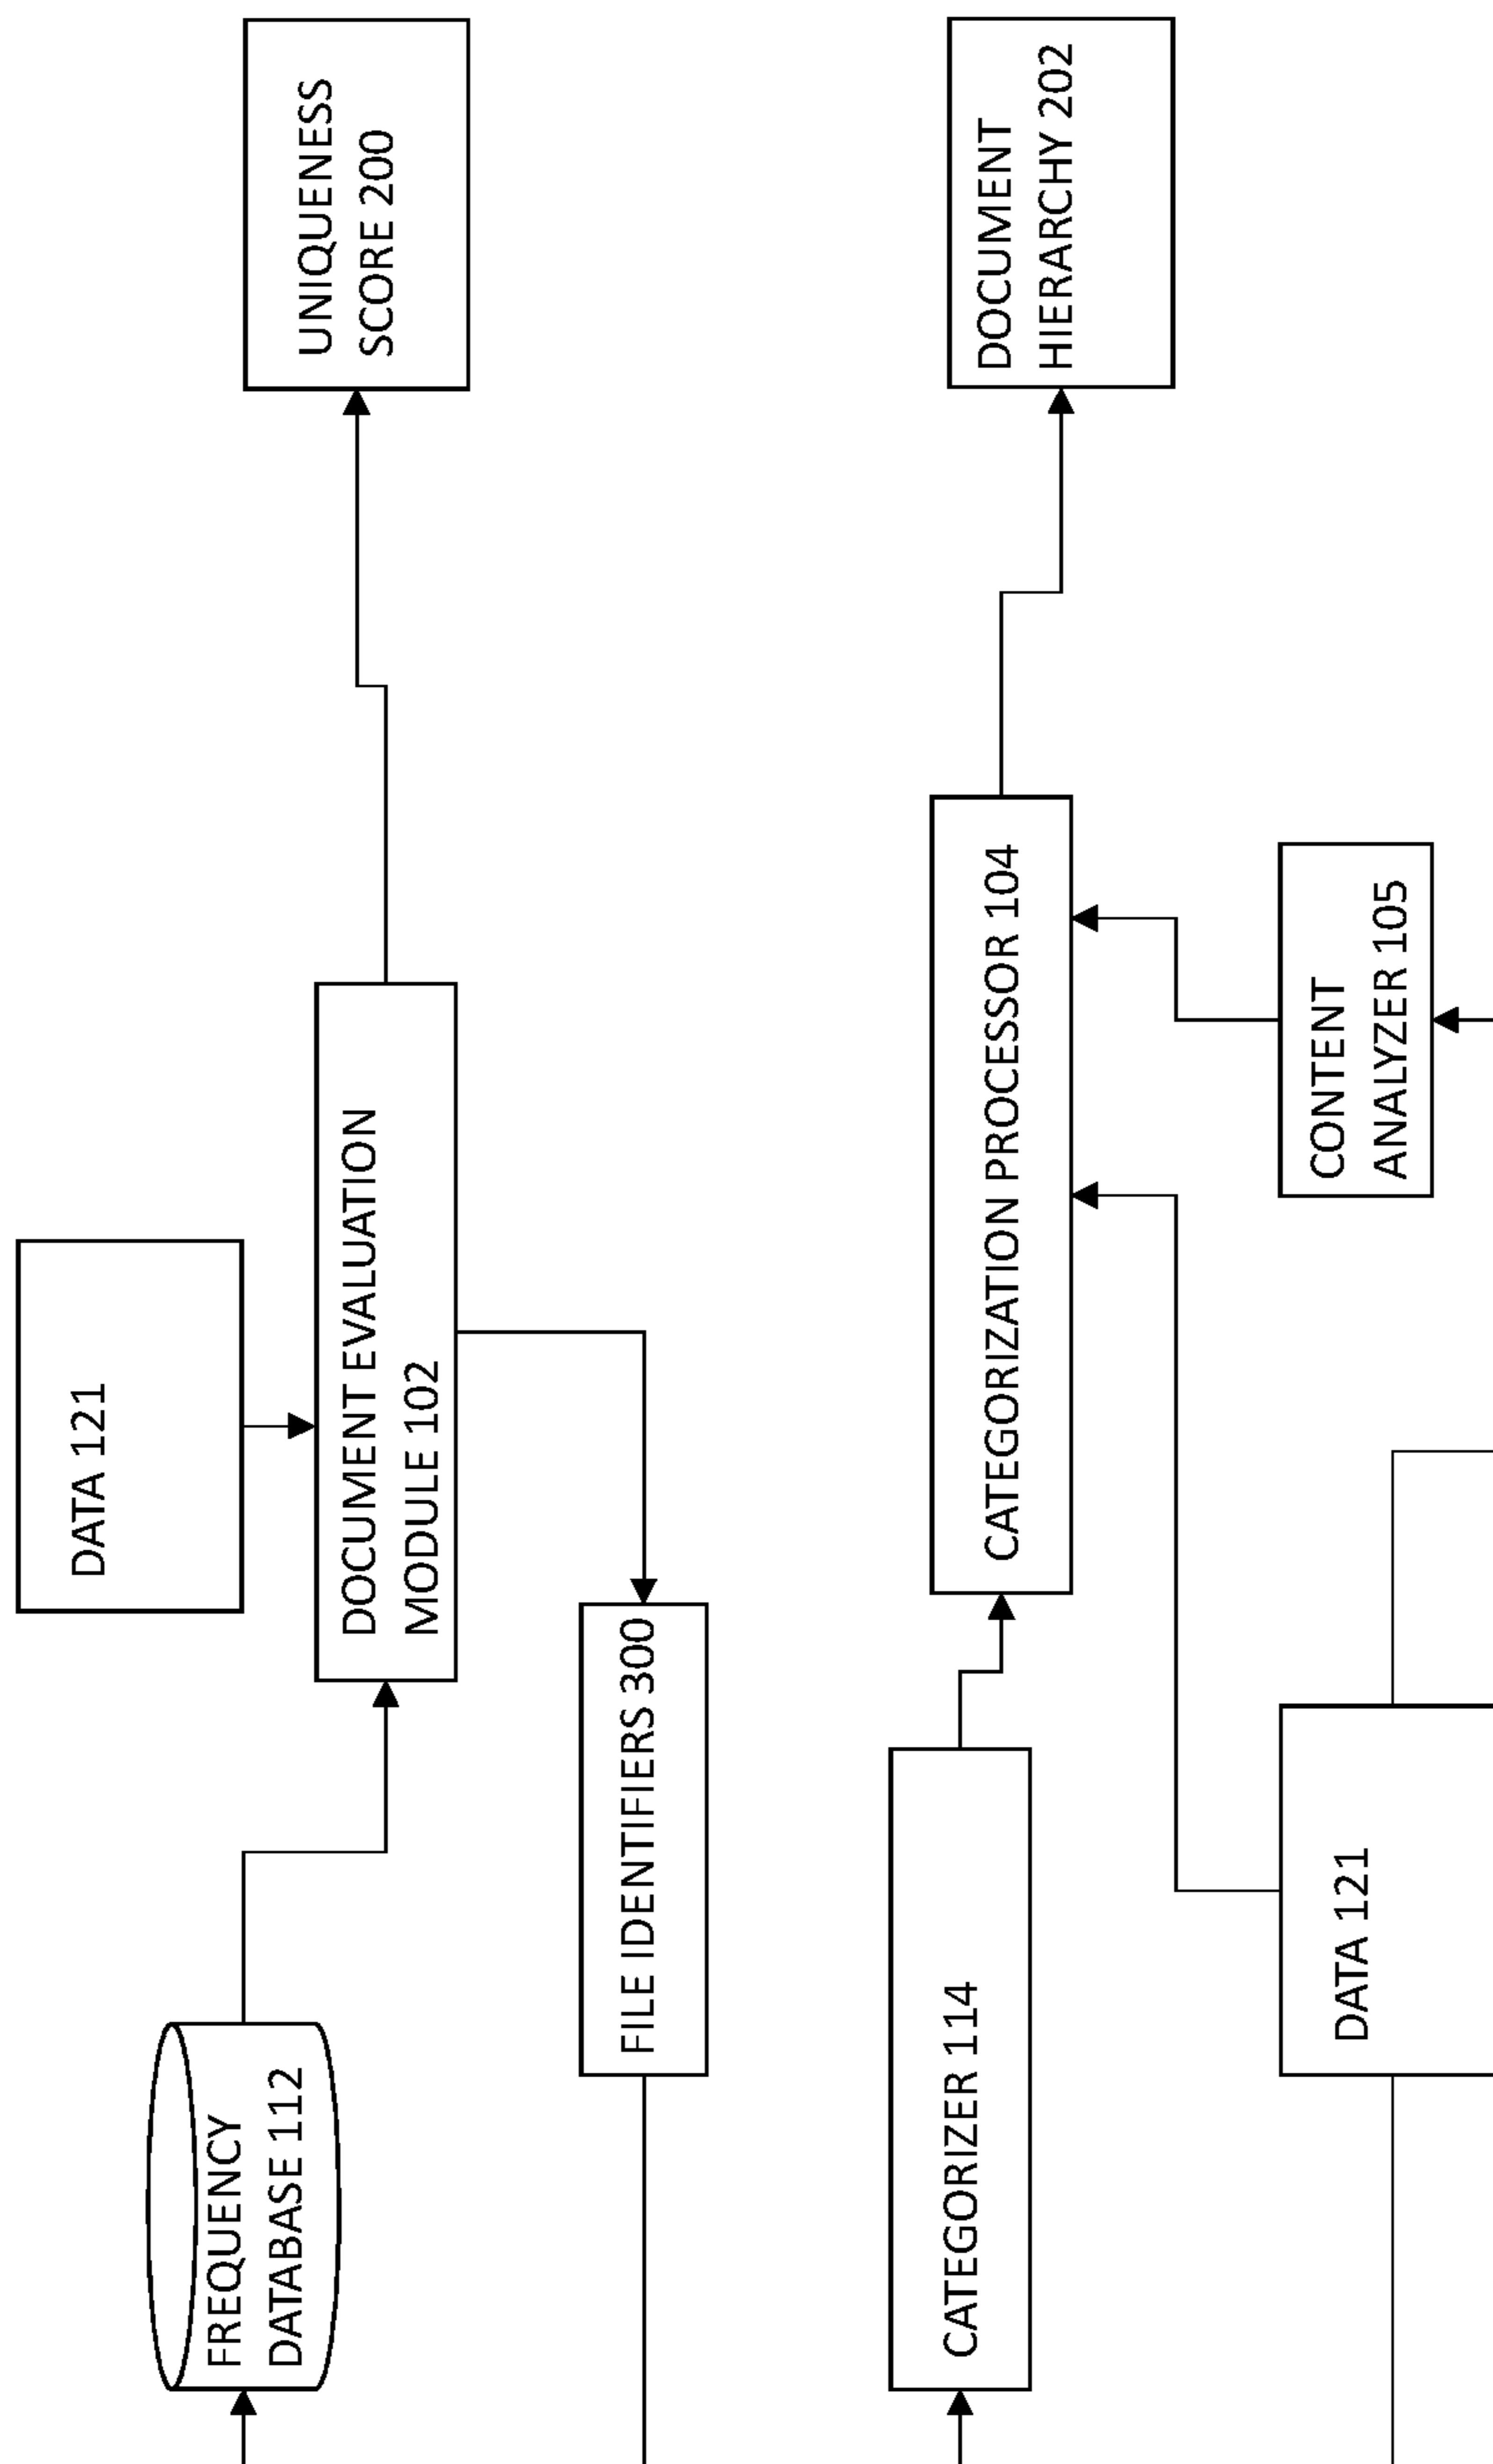 DATA 121
FREQUENCY
DATABASE 112
DOCUMENT EVALUATION
MODULE 102
UNIQUENESS
SCORE 200
FILE IDENTIFIERS 300
CATEGORIZER 114
CATEGORIZATION PROCESSOR 104
DOCUMENT
HIERARCHY 202
DATA 121
CONTENT
ANALYZER 105